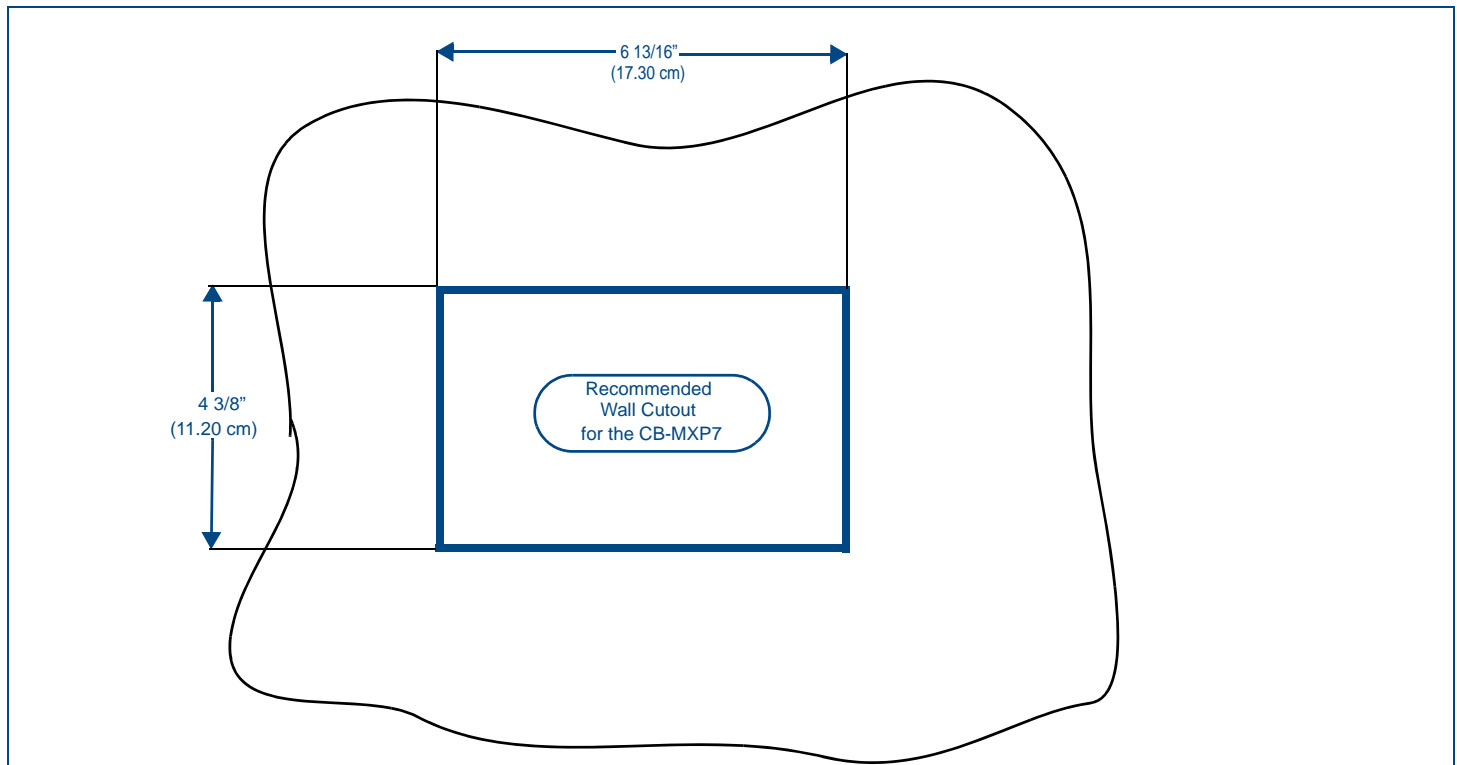 6 13/16”
(17.30 cm)
4 3/8”
(11.20 cm)
Recommended
Wall Cutout
for the CB-MXP7